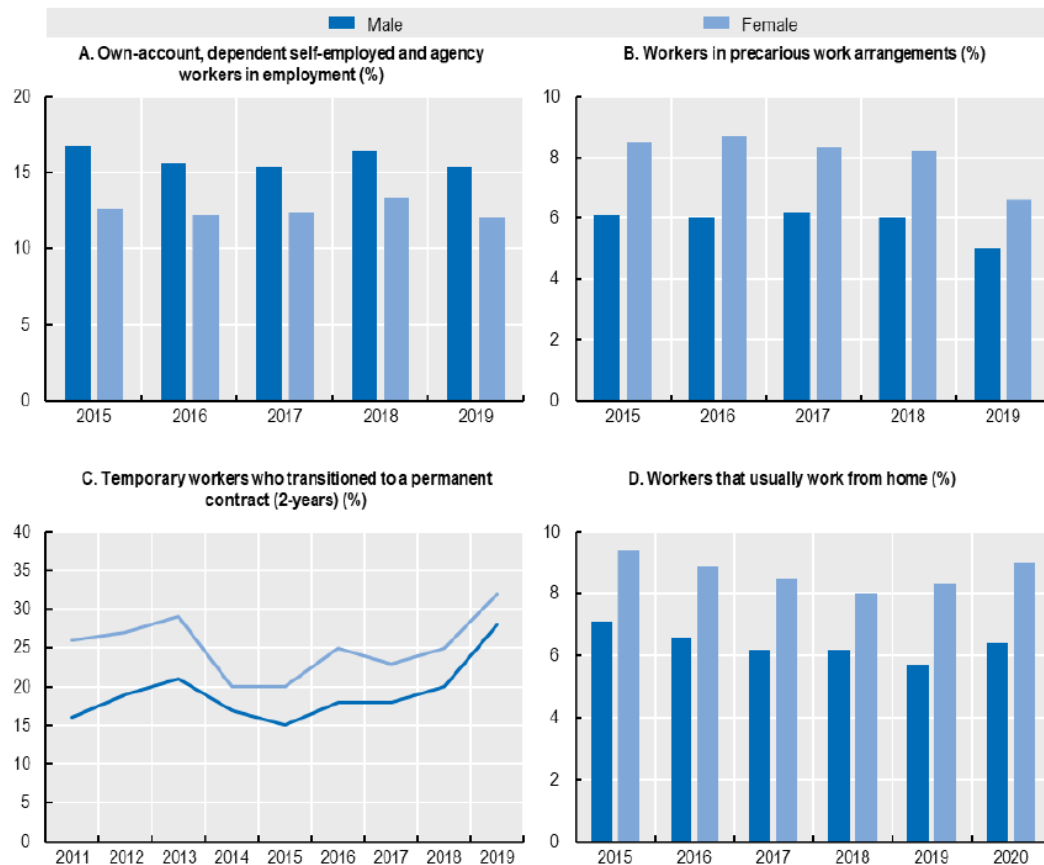 Male
Female
A. Own-account, dependent self-employed and agency
workers in employment (%)
20
15
10
5
0
2015 2016 2017 2018 2019
B. Workers in precarious work arrangements (%)
10
8
6
4
2
0
2015 2016 2017 2018 2019
C. Temporary workers who transitioned to a permanent
contract (2-years) (%)
40
35
30
25
20
15
10
5
0
2011 2012 2013 2014 2015 2016 2017 2018 2019
D. Workers that usually work from home (%)
10
8
6
4
2
0
2015 2016 2017 2018 2019 2020